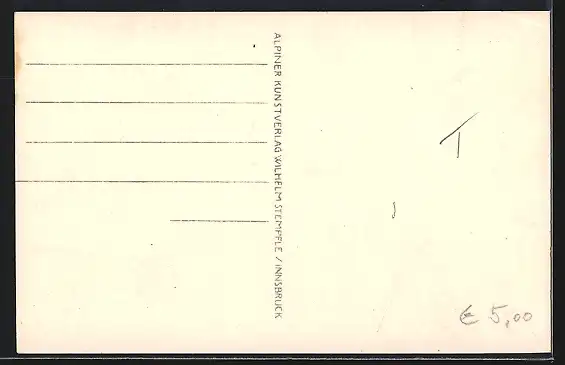 ALPINER KUNSTVERLAG WILHELM STEMPFLE / INNSBRUCK
T
€ 5,00